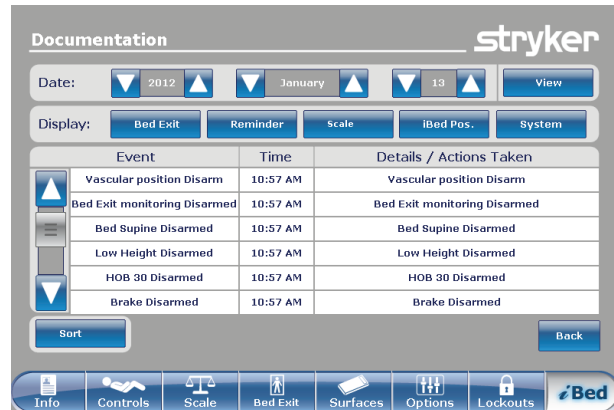 Documentation
stryker
Date: 2012 January 13 View
Display: Bed Exit Reminder Scale iBed Pos. System
Event Time Details / Actions Taken
Vascular position Disarm 10:57 AM Vascular position Disarm
Bed Exit monitoring Disarmed 10:57 AM Bed Exit monitoring Disarmed
Bed Supine Disarmed 10:57 AM Bed Supine Disarmed
Low Height Disarmed 10:57 AM Low Height Disarmed
HOB 30 Disarmed 10:57 AM HOB 30 Disarmed
Brake Disarmed 10:57 AM Brake Disarmed
Sort Back
Info Controls Scale Bed Exit Surfaces Options Lockouts iBed